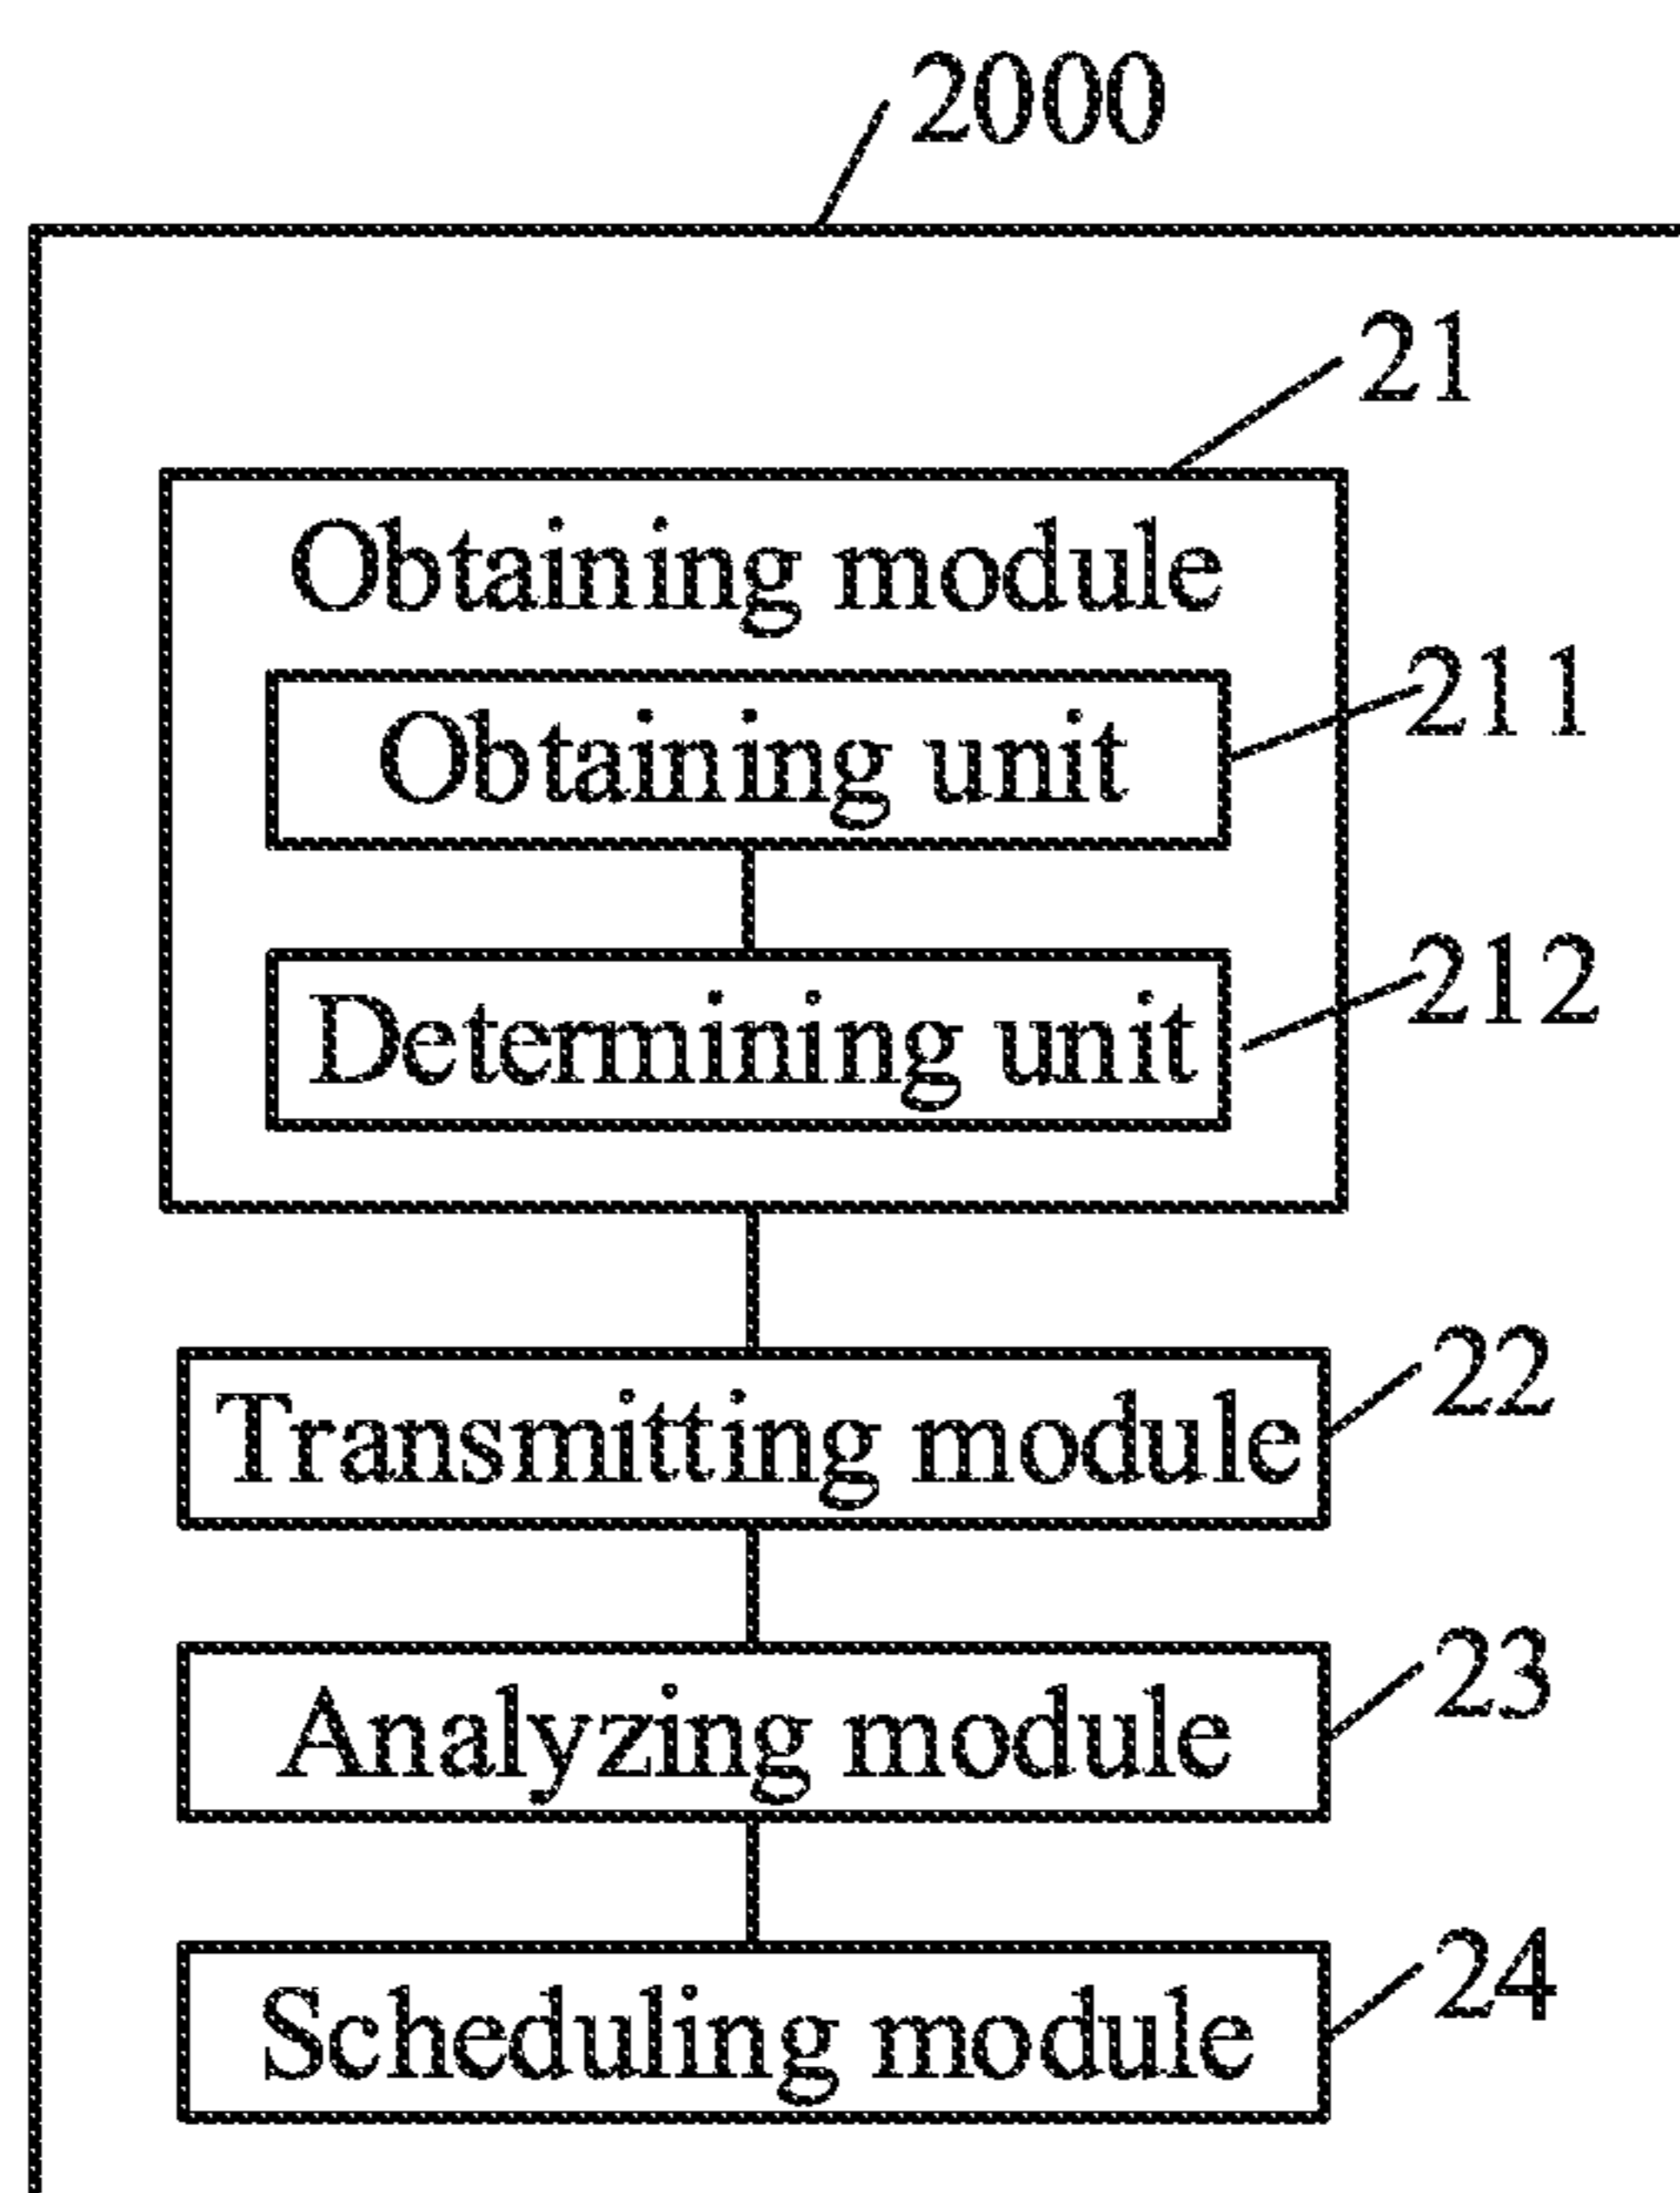 2000
21
Obtaining module
211
Obtaining unit
212
Determining unit
22
Transmitting module
23
Analyzing module
24
Scheduling module